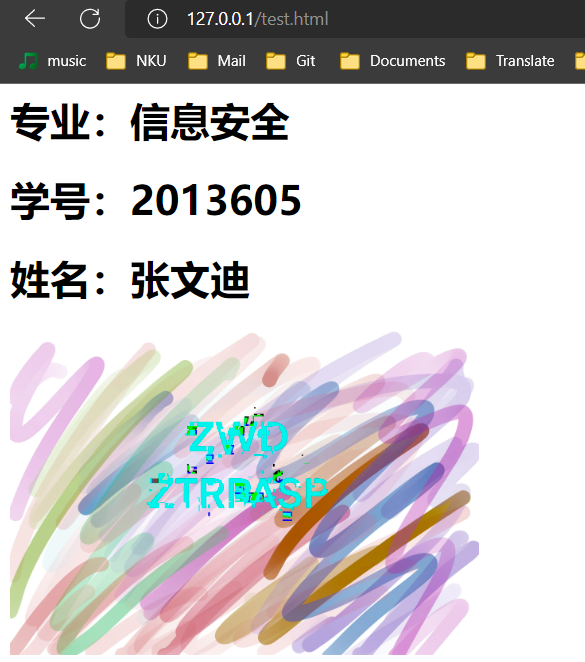 127.0.0.1/test.html
music NKU Mail Git Documents Translate
专业：信息安全
学号：2013605
姓名：张文迪
ZWD
ZTRPASP